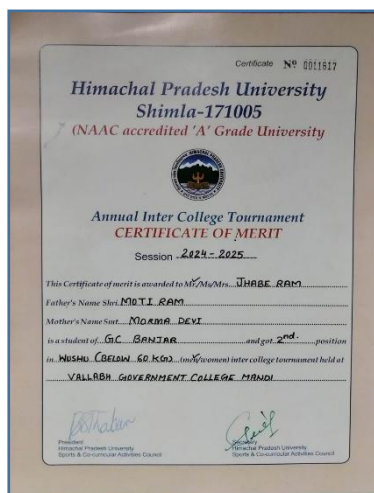 Certificate Nº 0011817
Himachal Pradesh University
Shimla-171005
(NAAC accredited 'A' Grade University
Annual Inter College Tournament
CERTIFICATE OF MERIT
Session 2024-2025
This Certificate of merit is awarded to Mr./Ms/Mrs. JHABE RAM
Father's Name Shri MOTI RAM
Mother's Name Smt. MORMA DEVI
is a student of GC BANJAR and got 2nd. position
in WUSHU (BELOW 60 KG) (men/women) inter college tournament held at
VALLABH GOVERNMENT COLLEGE MANDI
President
Himachal Pradesh University
Sports & Co-curricular Activities Council
Secretary
Himachal Pradesh University
Sports & Co-curricular Activities Council